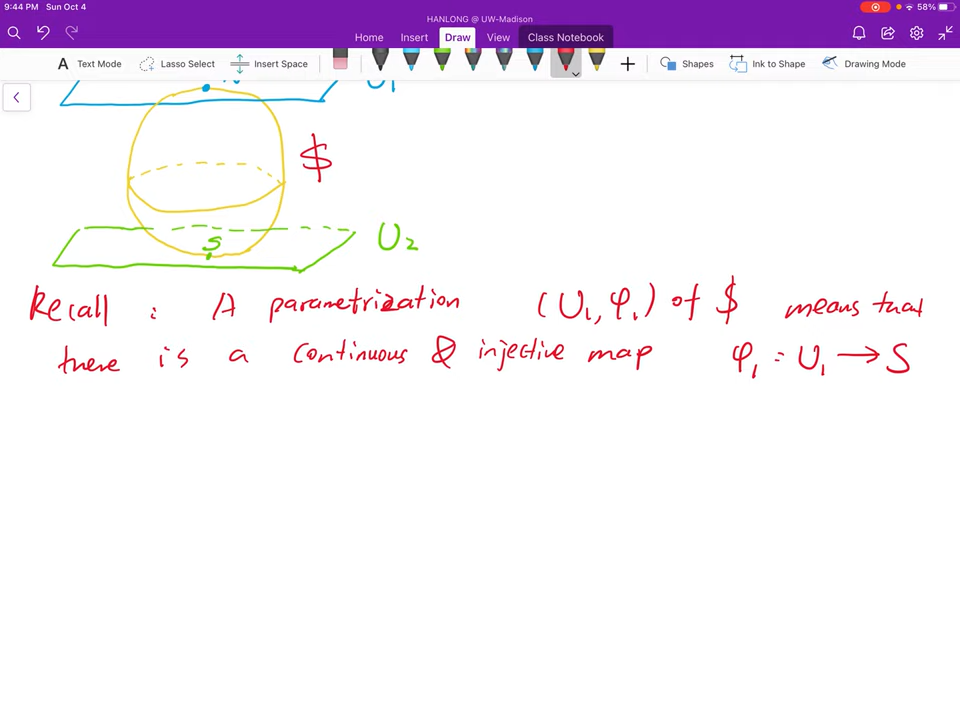 9:44 PM Sun Oct 4
58%
HANLONG @ UW-Madison
Home Insert Draw View Class Notebook
Text Mode Lasso Select Insert Space Shapes Ink to Shape Drawing Mode
U₁
$
S
U₂
Recall : A parametrization (U₁, φ₁) of $ means that
there is a continuous & injective map φ₁ : U₁ → S